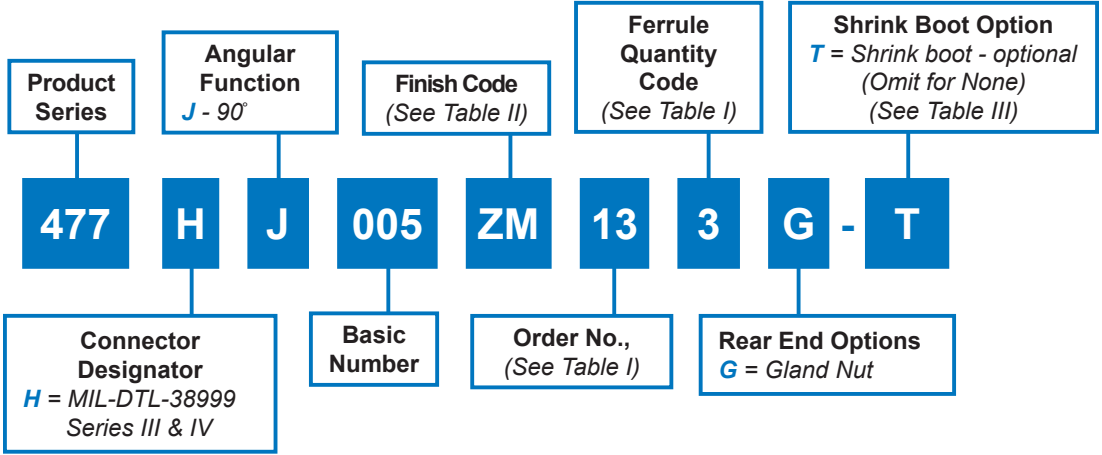 Product
Series
Angular
Function
J - 90°
Finish Code
(See Table II)
Ferrule
Quantity
Code
(See Table I)
Shrink Boot Option
T = Shrink boot - optional
(Omit for None)
(See Table III)
477 H J 005 ZM 13 3 G - T
Connector
Designator
H = MIL-DTL-38999
Series III & IV
Basic
Number
Order No.,
(See Table I)
Rear End Options
G = Gland Nut